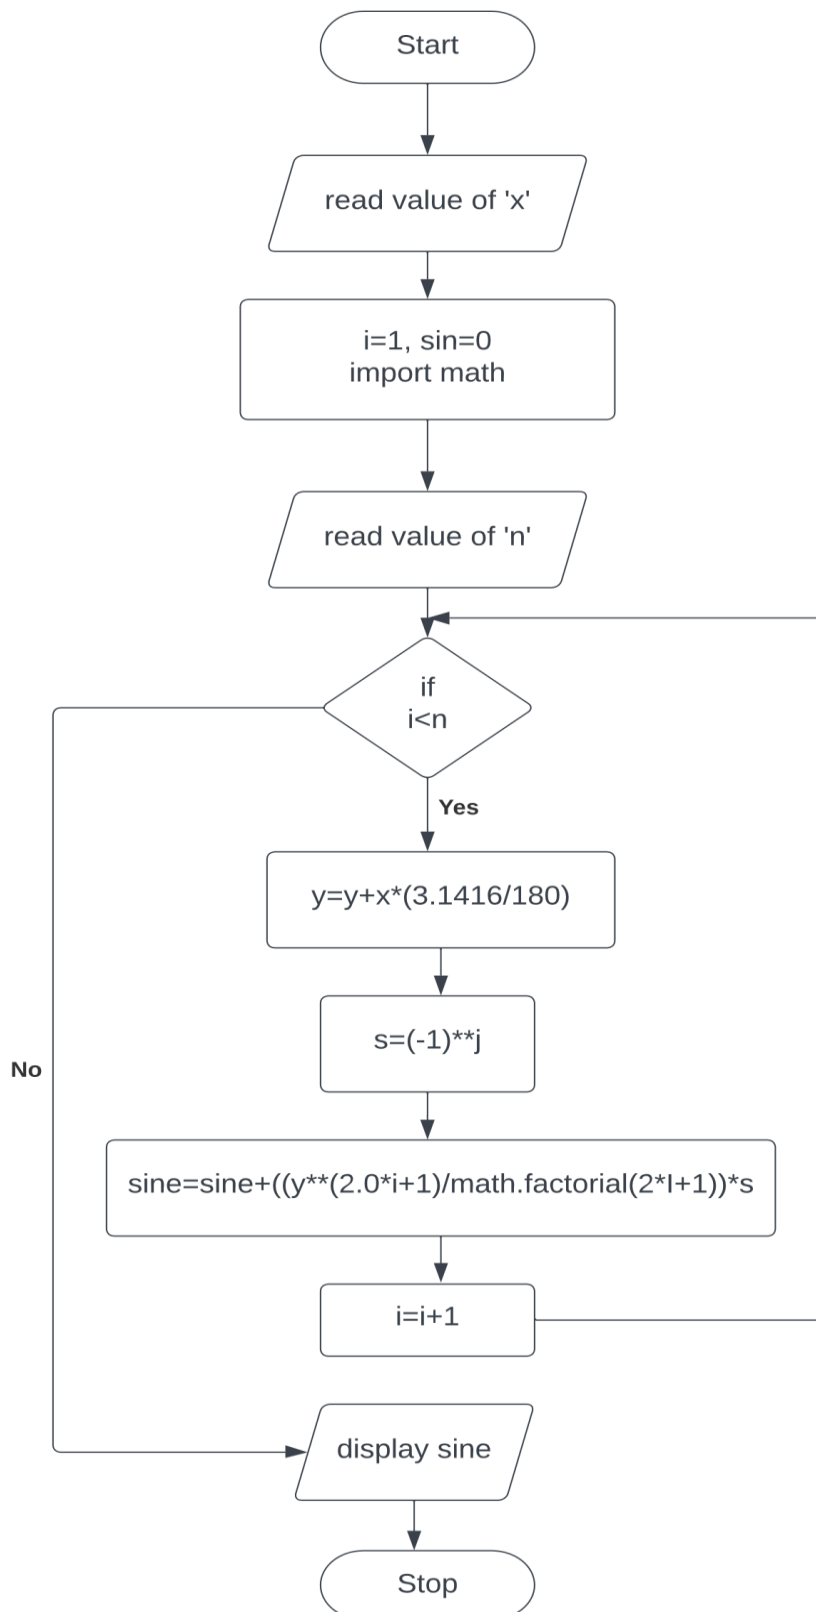 Start
read value of 'x'
i=1, sin=0
import math
read value of 'n'
if
i<n
Yes
y=y+x*(3.1416/180)
s=(-1)**j
No
sine=sine+((y**(2.0*i+1)/math.factorial(2*I+1))*s
i=i+1
display sine
Stop